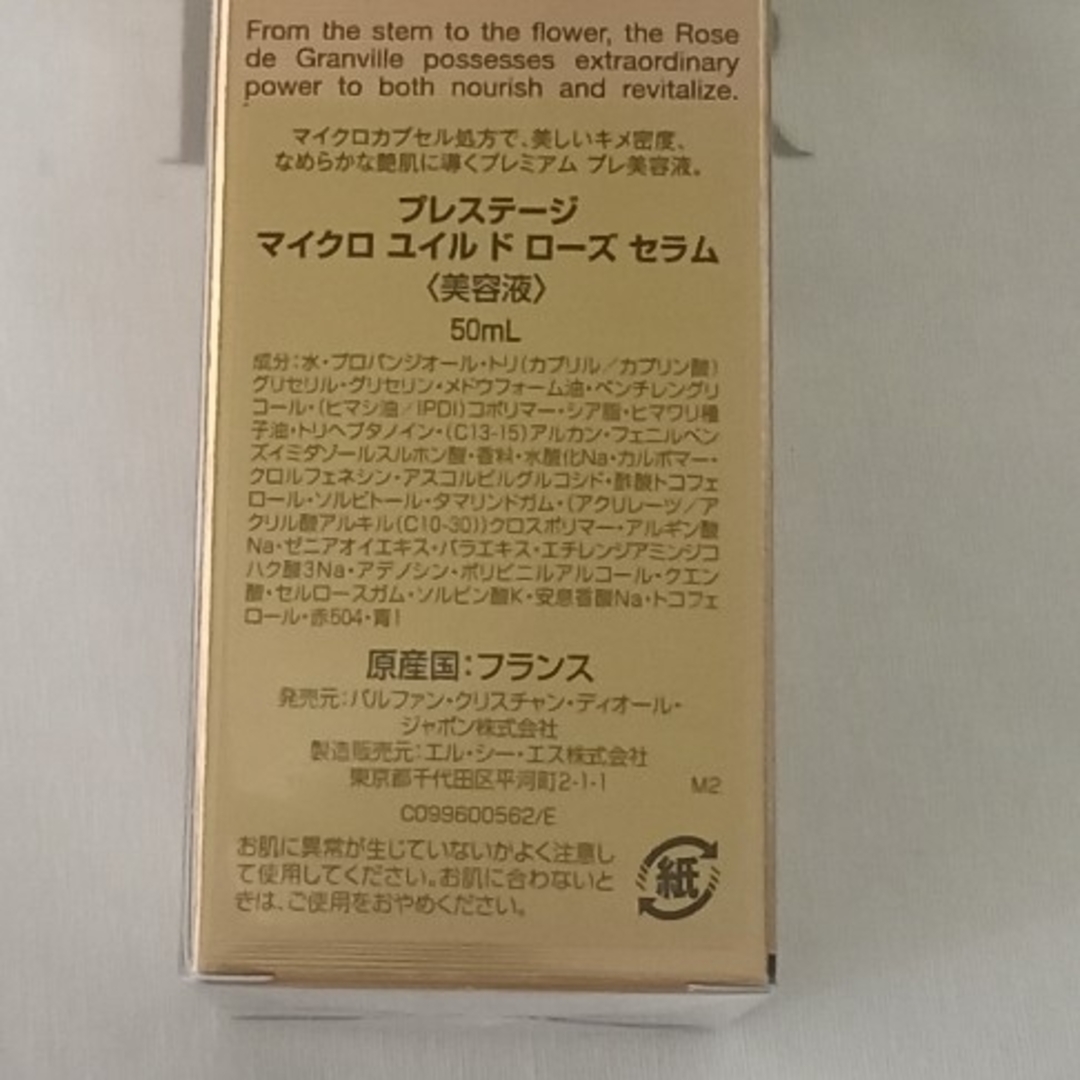 From the stem to the flower, the Rose
de Granville possesses extraordinary
power to both nourish and revitalize.
マイクロカプセル処方で、美しいキメ密度、
なめらかな艶肌に導くプレミアム プレ美容液。
プレステージ
マイクロ ユイル ド ローズ セラム
〈美容液〉
50mL
成分：水・プロパンジオール・トリ(カプリル／カプリン酸)
グリセリル・グリセリン・メドウフォーム油・ペンチレングリ
コール・(ヒマシ油／IPDI)コポリマー・シア脂・ヒマワリ種
子油・トリヘプタノイン・(C13-15)アルカン・フェニルベン
ズイミダゾールスルホン酸・香料・水酸化Na・カルボマー・
クロルフェネシン・アスコルビルグルコシド・酢酸トコフェ
ロール・ソルビトール・タマリンドガム・(アクリレーツ／ア
クリル酸アルキル(C10-30))クロスポリマー・アルギン酸
Na・ゼニアオイエキス・バラエキス・エチレンジアミンジコ
ハク酸3Na・アデノシン・ポリビニルアルコール・クエン
酸・セルロースガム・ソルビン酸K・安息香酸Na・トコフェ
ロール・赤504・青1
原産国：フランス
発売元：パルファン・クリスチャン・ディオール・
ジャポン株式会社
製造販売元：エル・シー・エス株式会社
東京都千代田区平河町2-1-1 M2
C099600562/E
お肌に異常が生じていないかよく注意し
て使用してください。お肌に合わないと
きは、ご使用をおやめください。
紙